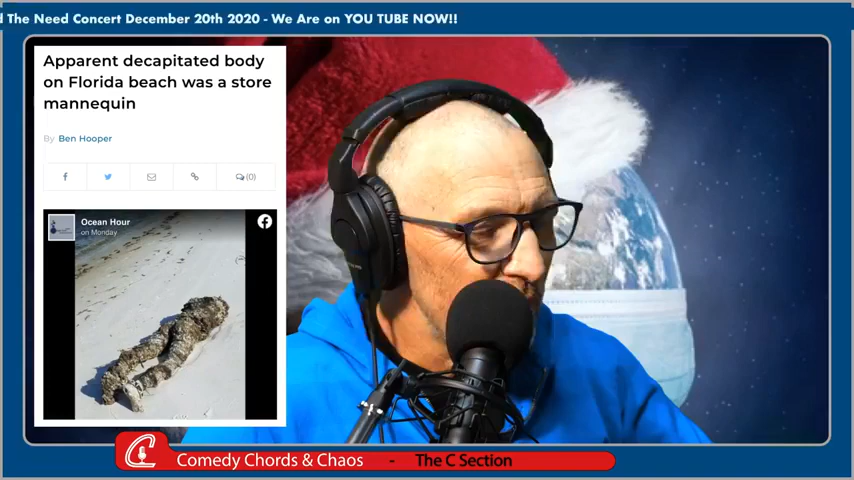 d The Need Concert December 20th 2020 - We Are on YOU TUBE NOW!!
Apparent decapitated body
on Florida beach was a store
mannequin
By Ben Hooper
(0)
Ocean Hour
on Monday
Comedy Chords & Chaos - The C Section